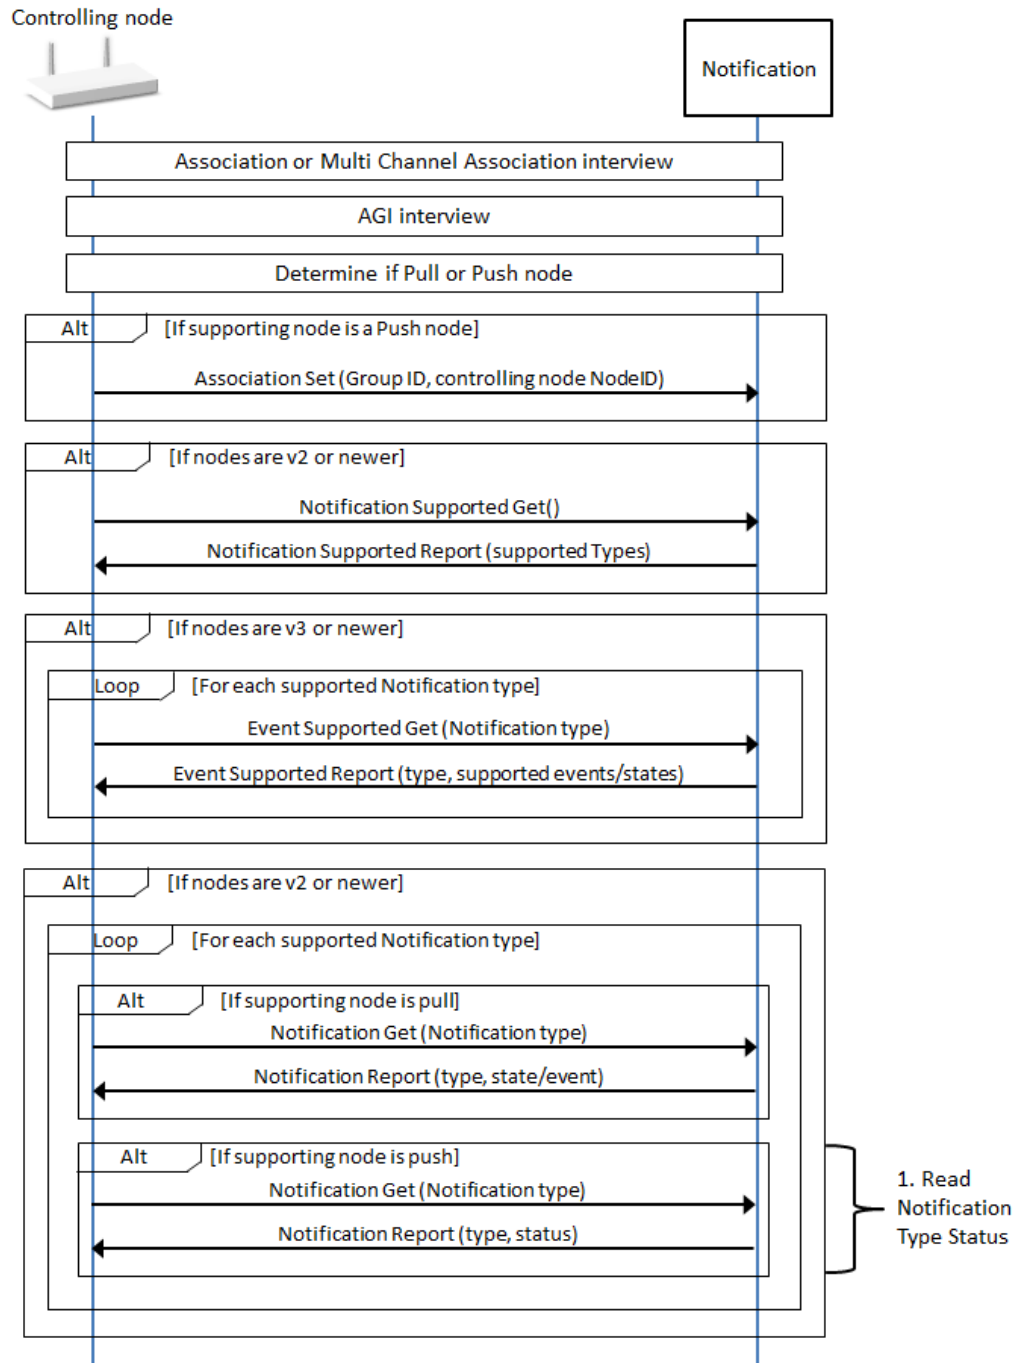 Controlling node
Notification
Association or Multi Channel Association interview
AGI interview
Determine if Pull or Push node
Alt [If supporting node is a Push node]
Association Set (Group ID, controlling node NodeID)
Alt [If nodes are v2 or newer]
Notification Supported Get()
Notification Supported Report (supported Types)
Alt [If nodes are v3 or newer]
Loop [For each supported Notification type]
Event Supported Get (Notification type)
Event Supported Report (type, supported events/states)
Alt [If nodes are v2 or newer]
Loop [For each supported Notification type]
Alt [If supporting node is pull]
Notification Get (Notification type)
Notification Report (type, state/event)
Alt [If supporting node is push]
Notification Get (Notification type)
Notification Report (type, status)
1. Read
Notification
Type Status